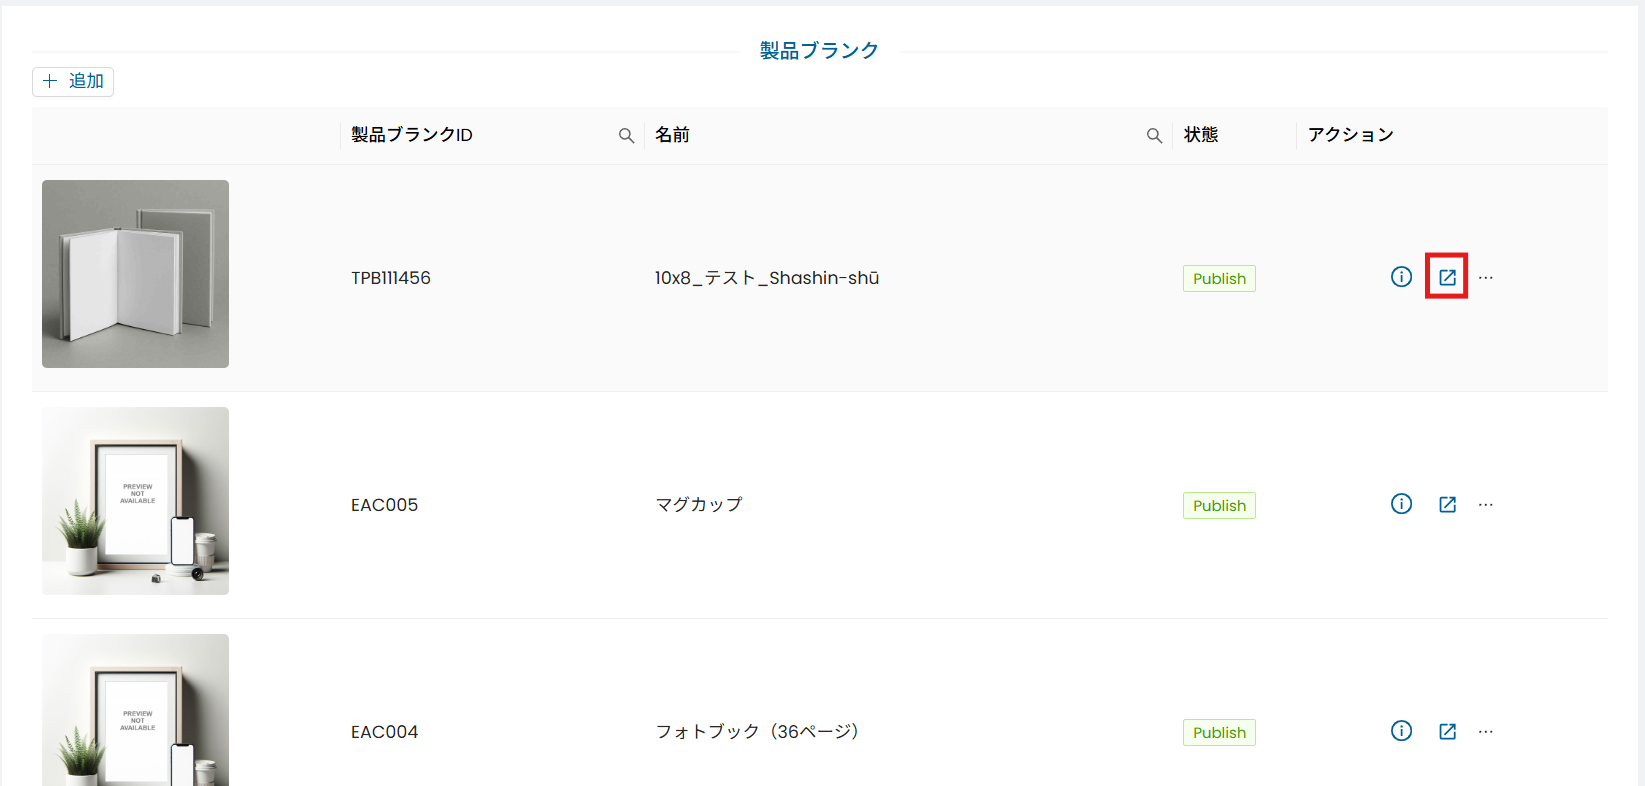 製品ブランク
追加
製品ブランクID 名前 状態 アクション
TPB111456 10x8_テスト_Shashin-shū Publish
PREVIEW
NOT
AVAILABLE
EAC005 マグカップ Publish
PREVIEW
NOT
AVAILABLE
EAC004 フォトブック（36ページ） Publish